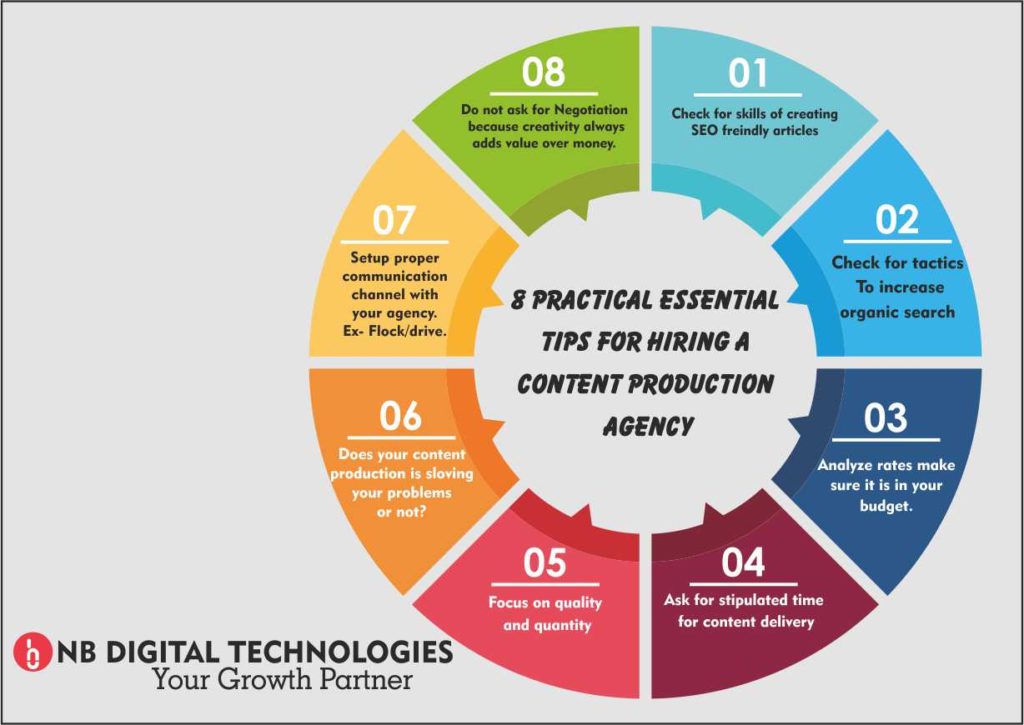 8 PRACTICAL ESSENTIAL
TIPS FOR HIRING A
CONTENT PRODUCTION
AGENCY
01
Check for skills of creating
SEO freindly articles
02
Check for tactics
To increase
organic search
03
Analyze rates make
sure it is in your
budget.
04
Ask for stipulated time
for content delivery
05
Focus on quality
and quantity
06
Does your content
production is sloving
your problems
or not?
07
Setup proper
communication
channel with
your agency.
Ex- Flock/drive.
08
Do not ask for Negotiation
because creativity always
adds value over money.
NB DIGITAL TECHNOLOGIES
Your Growth Partner